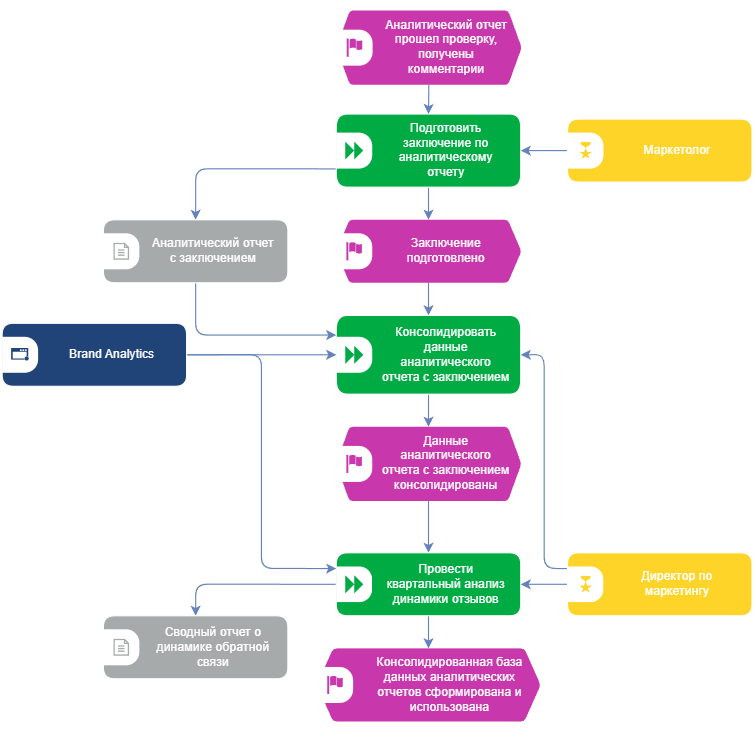 Аналитический отчет
прошел проверку,
получены
комментарии
Подготовить
заключение по
аналитическому
отчету
Маркетолог
Аналитический отчет
с заключением
Заключение
подготовлено
Brand Analytics
Консолидировать
данные
аналитического
отчета с заключением
Данные
аналитического
отчета с заключением
консолидированы
Провести
квартальный анализ
динамики отзывов
Директор по
маркетингу
Сводный отчет о
динамике обратной
связи
Консолидированная база
данных аналитических
отчетов сформирована и
использована